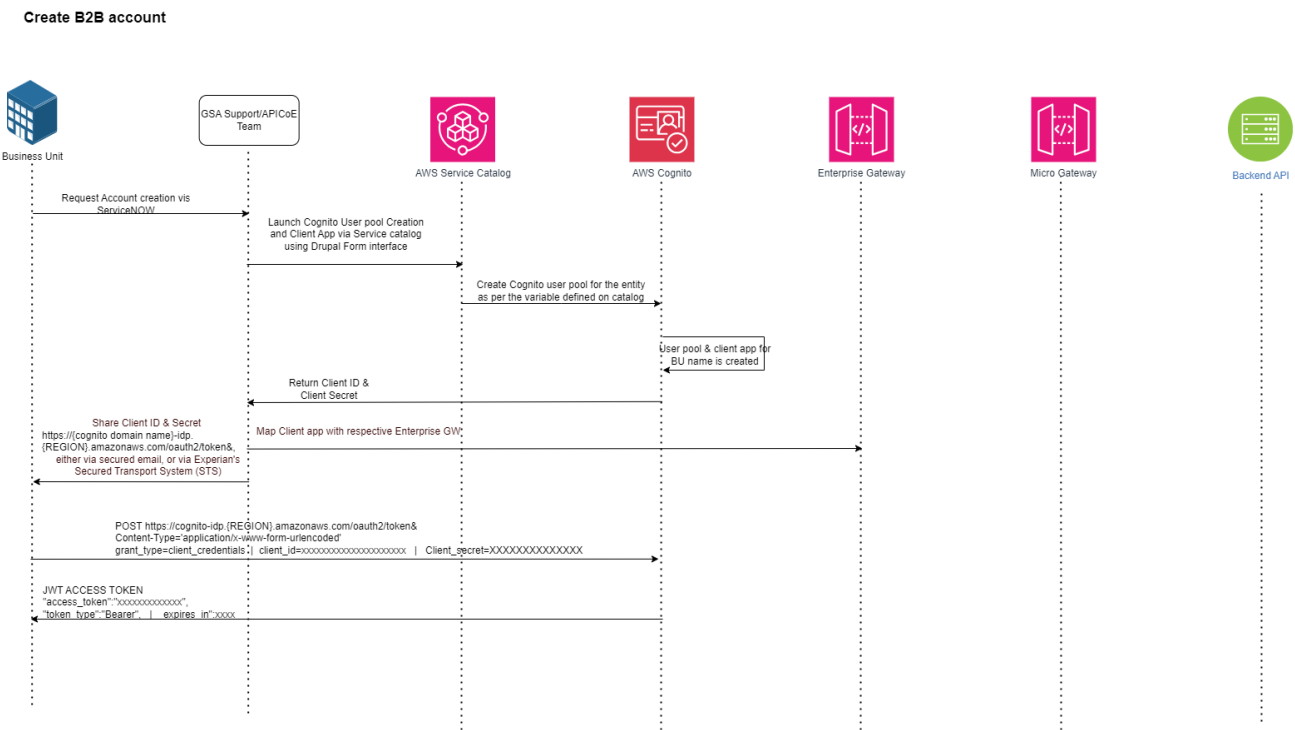 Create B2B account
GSA Support/APICoE
Team
Business Unit
AWS Service Catalog
AWS Cognito
Enterprise Gateway
Micro Gateway
Backend API
Request Account creation vis
ServiceNOW
Launch Cognito User pool Creation
and Client App via Service catalog
using Drupal Form interface
Create Cognito user pool for the entity
as per the variable defined on catalog
User pool & client app for
BU name is created
Return Client ID &
Client Secret
Share Client ID & Secret
https://{cognito domain name}-idp.
{REGION}.amazonaws.com/oauth2/token&,
either via secured email, or via Experian's
Secured Transport System (STS)
Map Client app with respective Enterprise GW
POST https://cognito-idp.{REGION}.amazonaws.com/oauth2/token&
Content-Type='application/x-www-form-urlencoded'
grant_type=client_credentials | client_id=xxxxxxxxxxxxxxxxxxxxx | Client_secret=XXXXXXXXXXXXXX
JWT ACCESS TOKEN
"access_token":"xxxxxxxxxxxxx",
"token_type":"Bearer", | expires_in":xxxx